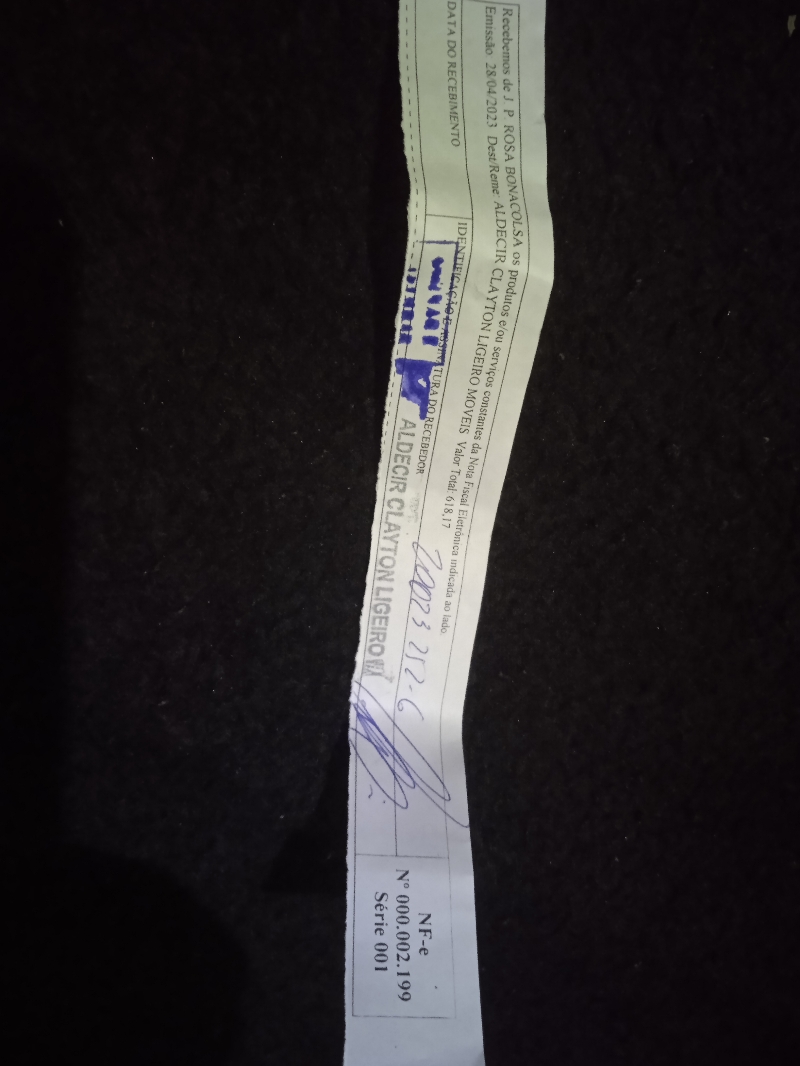 Recebemos de J. P. ROSA BONACOLSA os produtos e/ou serviços constantes da Nota Fiscal Eletrônica indicada ao lado.
Emissão 28/04/2023 Dest/Reme: ALDECIR CLAYTON LIGEIRO MOVEIS Valor Total: 618,17
DATA DO RECEBIMENTO
IDENTIFICAÇÃO E ASSINATURA DO RECEBEDOR
ALDECIR CLAYTON LIGEIRO
NF-e
Nº 000.002.199
Série 001